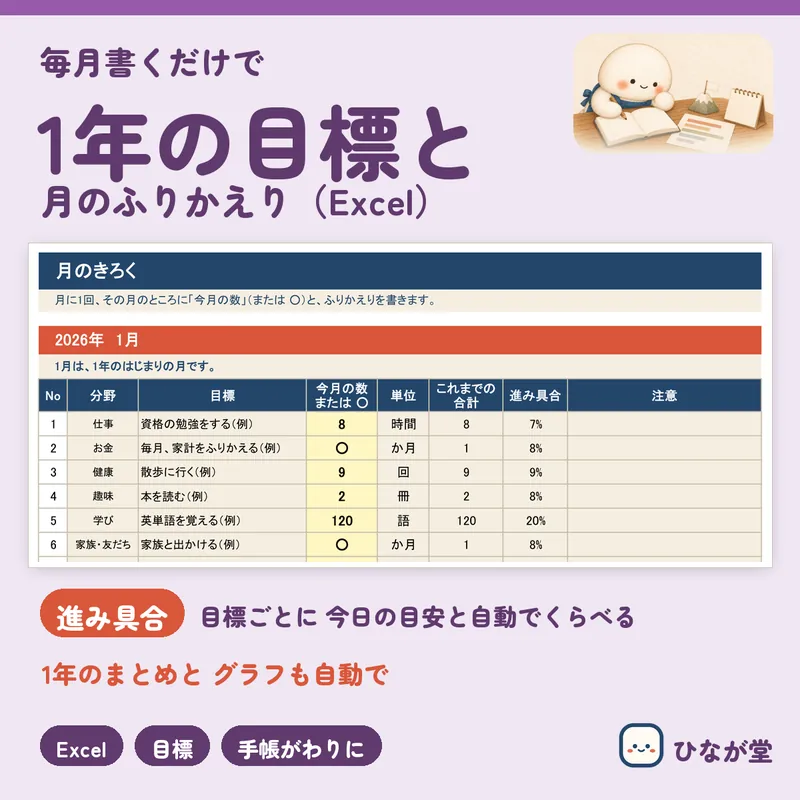 毎月書くだけで
1年の目標と
月のふりかえり（Excel）
月のきろく
月に1回、その月のところに「今月の数」（または 〇）と、ふりかえりを書きます。
2026年 1月
1月は、1年のはじまりの月です。
No 分野 目標 今月の数 または 〇 単位 これまでの 合計 進み具合 注意
1 仕事 資格の勉強をする（例） 8 時間 8 7%
2 お金 毎月、家計をふりかえる（例） 〇 か月 1 8%
3 健康 散歩に行く（例） 9 回 9 9%
4 趣味 本を読む（例） 2 冊 2 8%
5 学び 英単語を覚える（例） 120 語 120 20%
6 家族・友だち 家族と出かける（例） 〇 か月 1 8%
進み具合 目標ごとに 今日の目安と自動でくらべる
1年のまとめと グラフも自動で
Excel 目標 手帳がわりに
ひなが堂